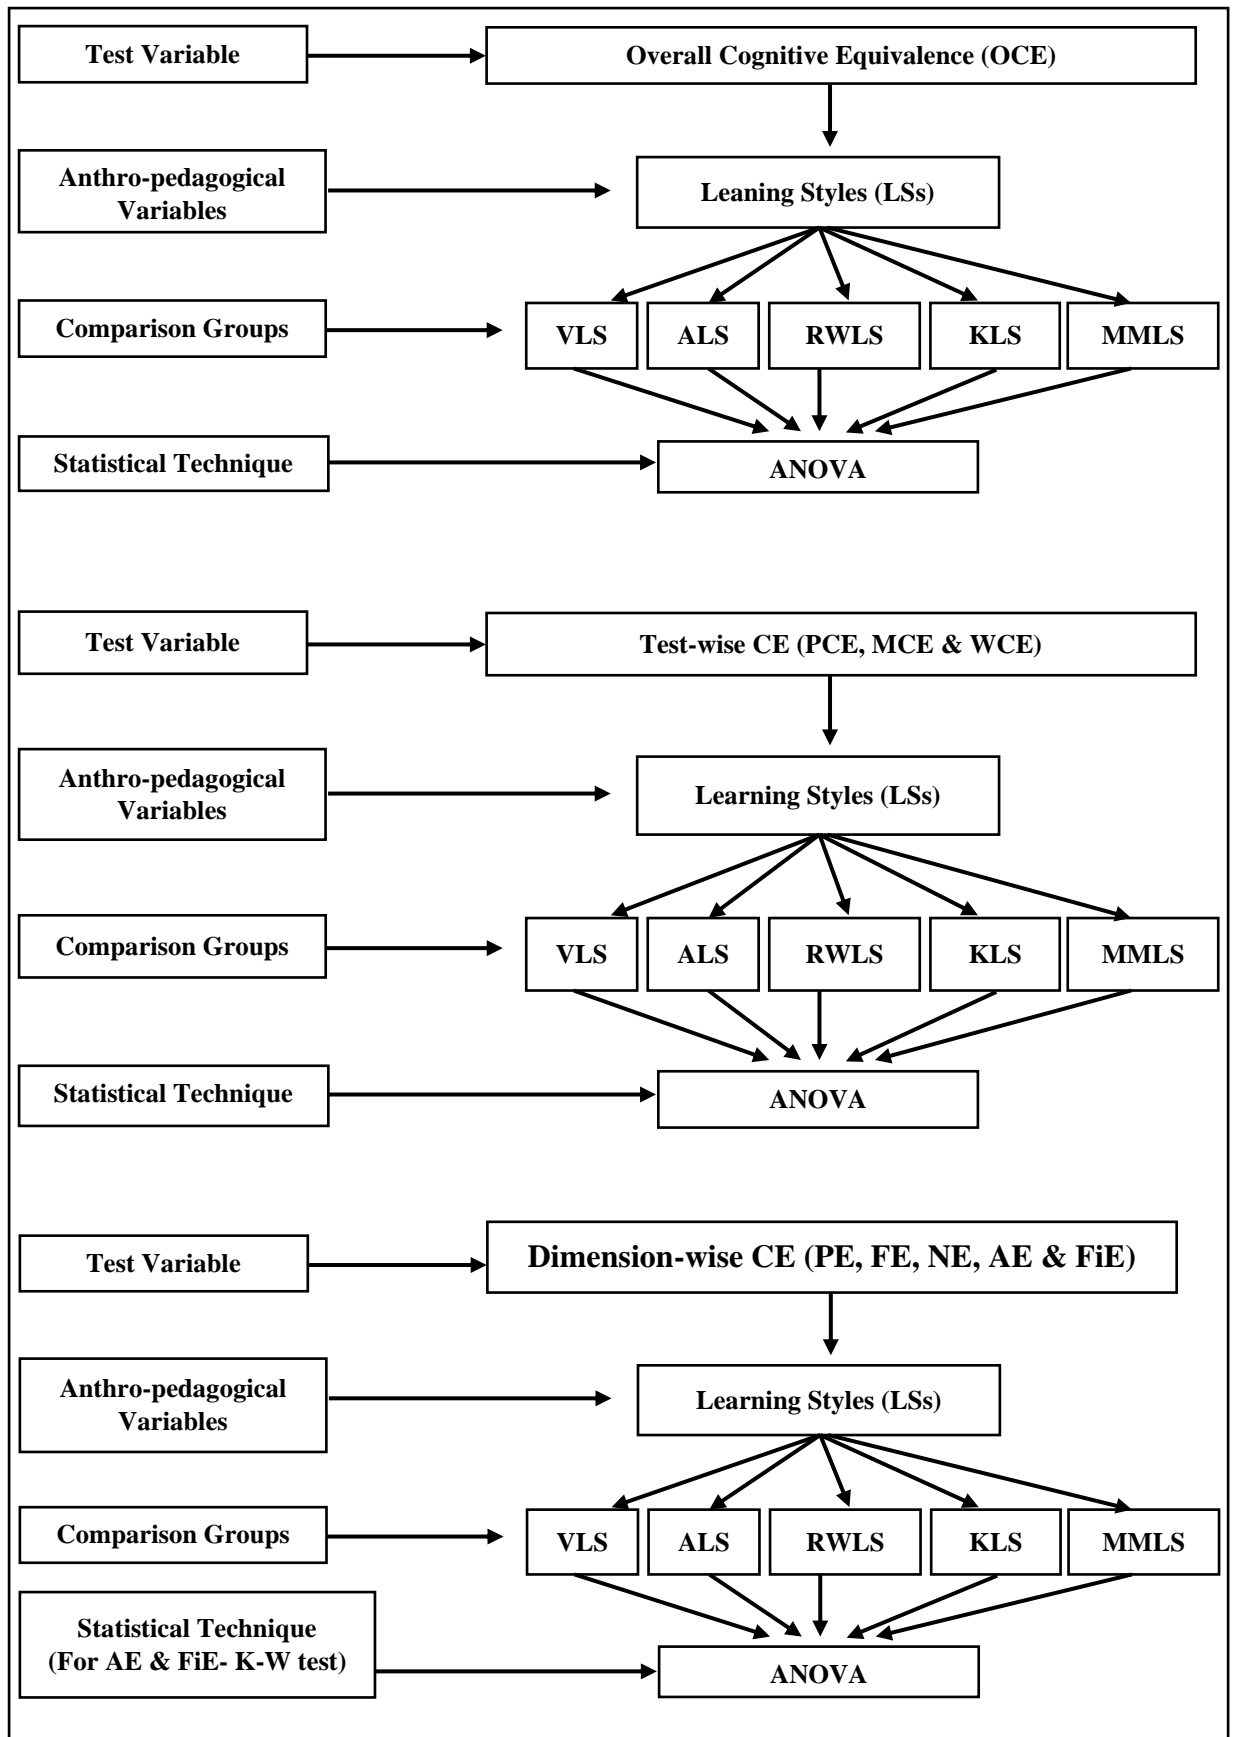 Test Variable
Overall Cognitive Equivalence (OCE)
Anthro-pedagogical
Variables
Leaning Styles (LSs)
Comparison Groups
VLS
ALS
RWLS
KLS
MMLS
Statistical Technique
ANOVA
Test Variable
Test-wise CE (PCE, MCE & WCE)
Anthro-pedagogical
Variables
Learning Styles (LSs)
Comparison Groups
VLS
ALS
RWLS
KLS
MMLS
Statistical Technique
ANOVA
Test Variable
Dimension-wise CE (PE, FE, NE, AE & FiE)
Anthro-pedagogical
Variables
Learning Styles (LSs)
Comparison Groups
VLS
ALS
RWLS
KLS
MMLS
Statistical Technique
(For AE & FiE- K-W test)
ANOVA